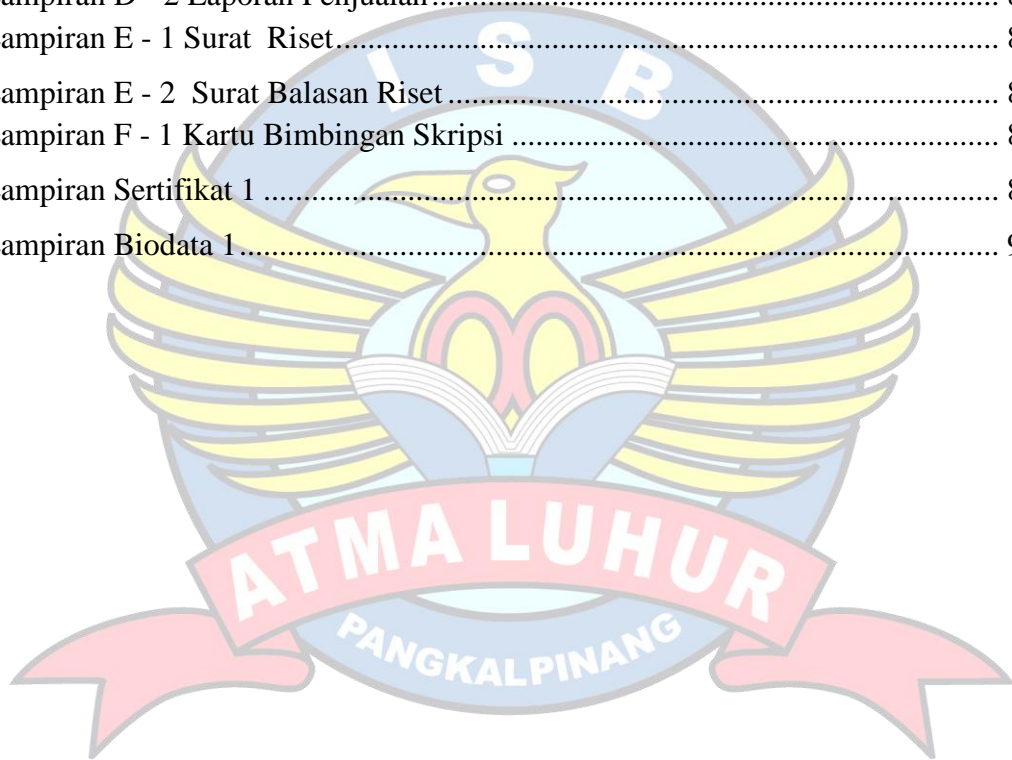 ampiran D - 2 Laporan Penjualan.......................................................................... 8
ampiran E - 1 Surat  Riset....................................................................................... 8
ampiran E - 2  Surat Balasan Riset ........................................................................ 8
ampiran F - 1 Kartu Bimbingan Skripsi ................................................................ 8
ampiran Sertifikat 1 ................................................................................................ 8
ampiran Biodata 1................................................................................................... 9
I S B
ATMA LUHUR
PANGKALPINANG